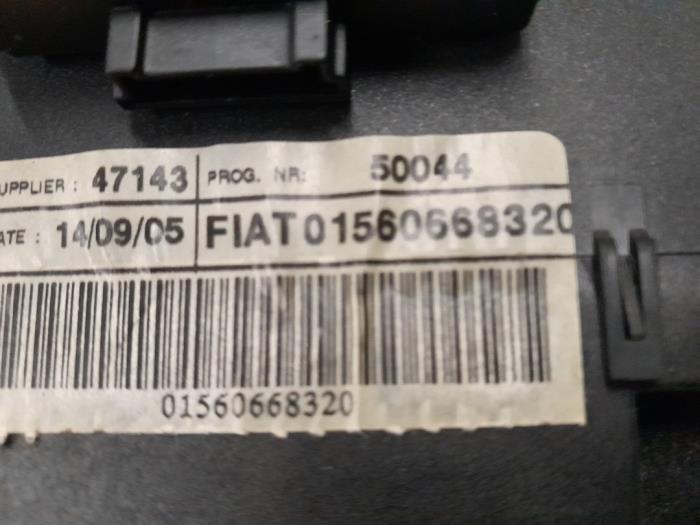 UPPLIER : 47143 PROG. NR: 50044
ATE : 14/09/05 FIAT 01560668320
01560668320